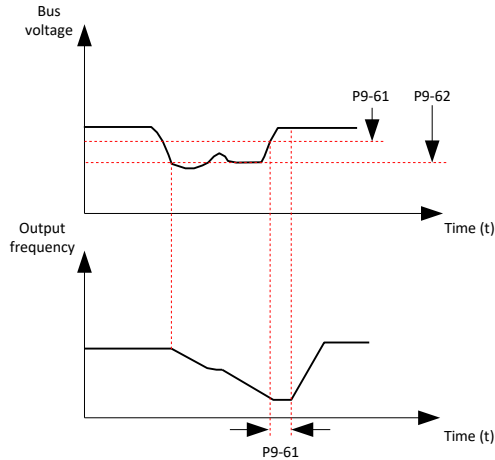 Bus
voltage
P9-61
P9-62
Time (t)
Output
frequency
Time (t)
P9-61